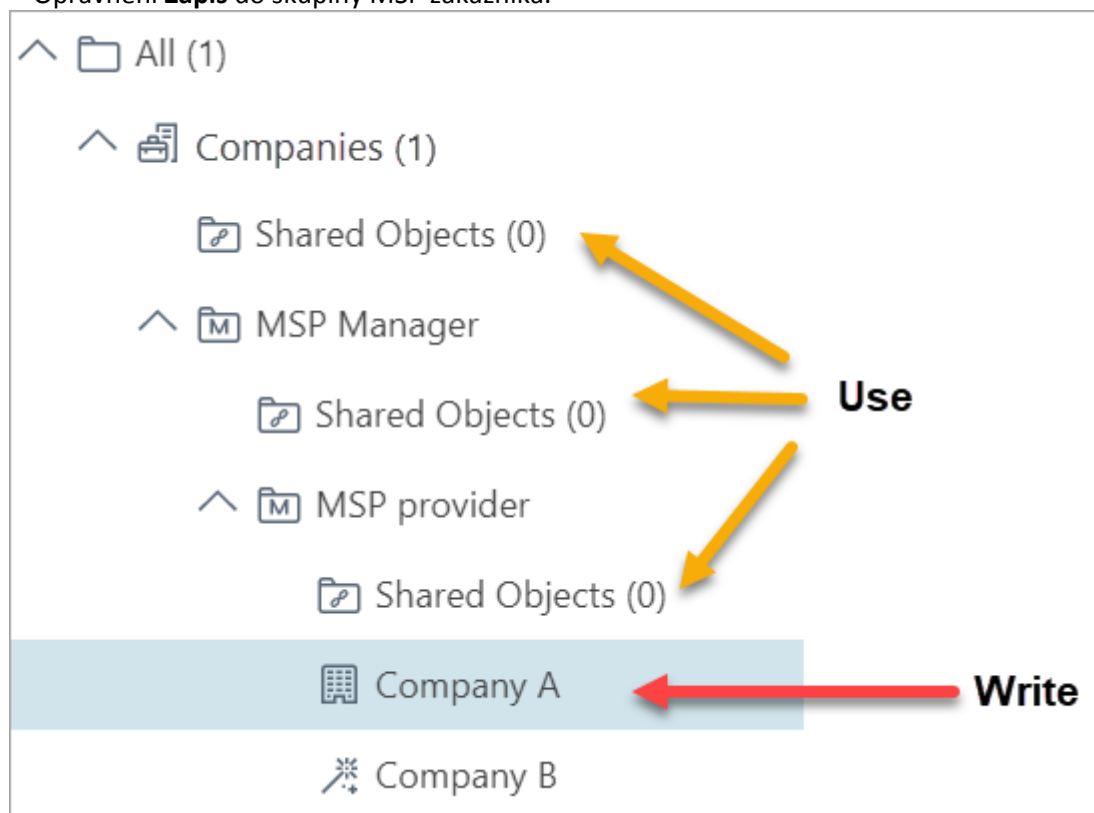 Oprávnění Zápis do skupiny MSP zákazníka.
All (1)
Companies (1)
Shared Objects (0)
MSP Manager
Shared Objects (0)
Use
MSP provider
Shared Objects (0)
Company A
Write
Company B